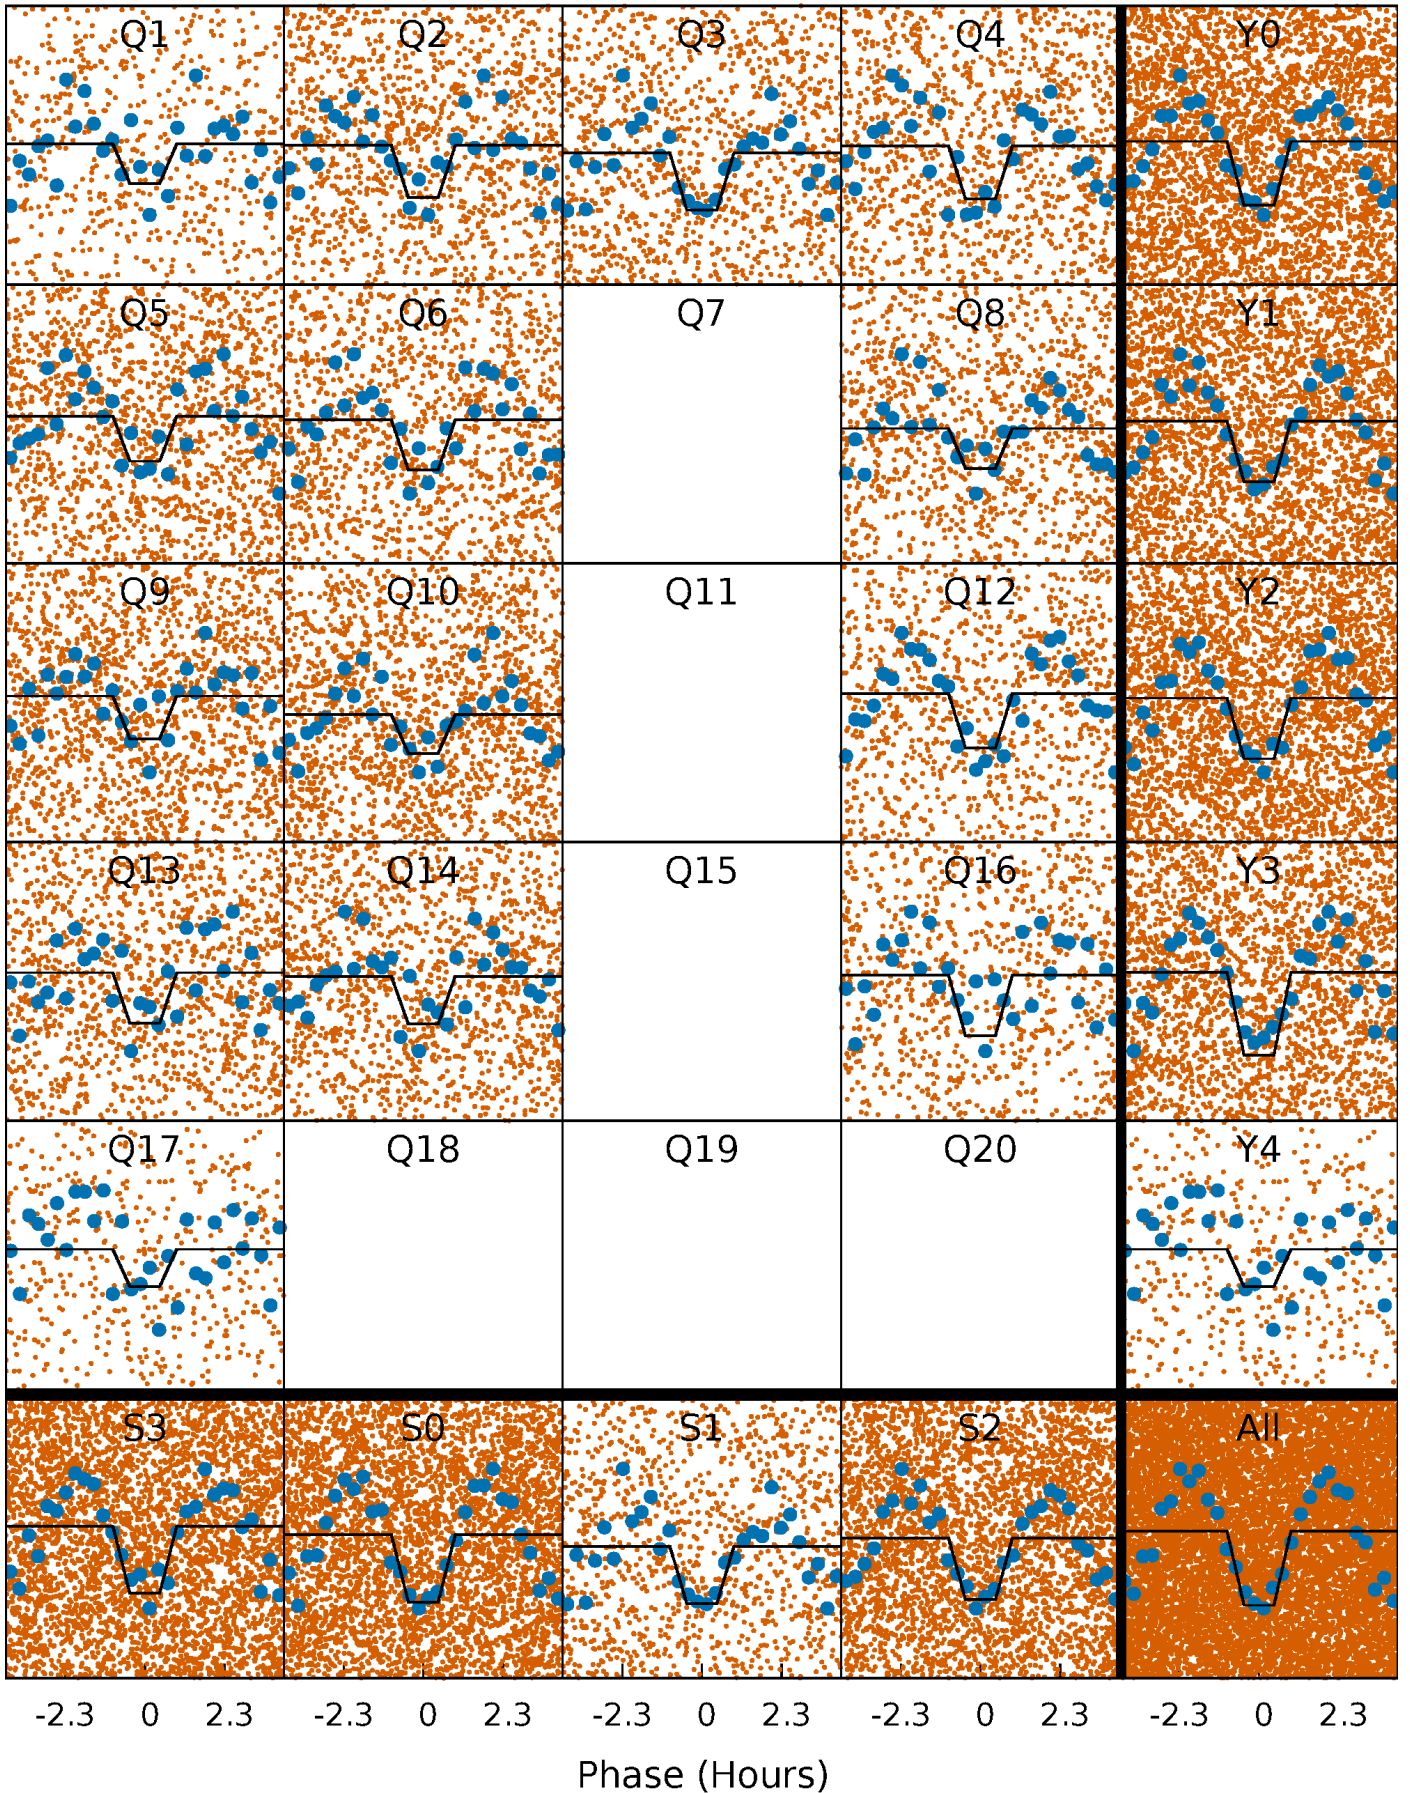 Q1 Q2 Q3 Q4 Y0
Q5 Q6 Q7 Q8 Y1
Q9 Q10 Q11 Q12 Y2
Q13 Q14 Q15 Q16 Y3
Q17 Q18 Q19 Q20 Y4
S3 S0 S1 S2 All
-2.3 0 2.3 -2.3 0 2.3 -2.3 0 2.3 -2.3 0 2.3 -2.3 0 2.3
Phase (Hours)